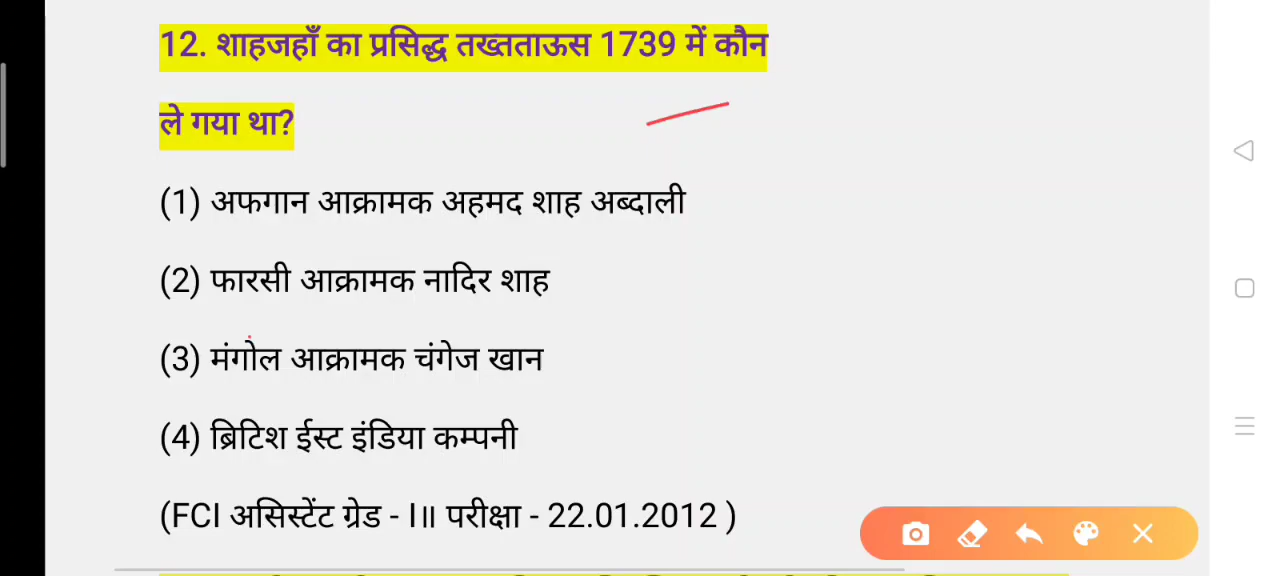 12. शाहजहाँ का प्रसिद्ध तख्तताऊस 1739 में कौन
ले गया था?
(1) अफगान आक्रामक अहमद शाह अब्दाली
(2) फारसी आक्रामक नादिर शाह
(3) मंगोल आक्रामक चंगेज खान
(4) ब्रिटिश ईस्ट इंडिया कम्पनी
(FCI असिस्टेंट ग्रेड - I॥ परीक्षा - 22.01.2012 )